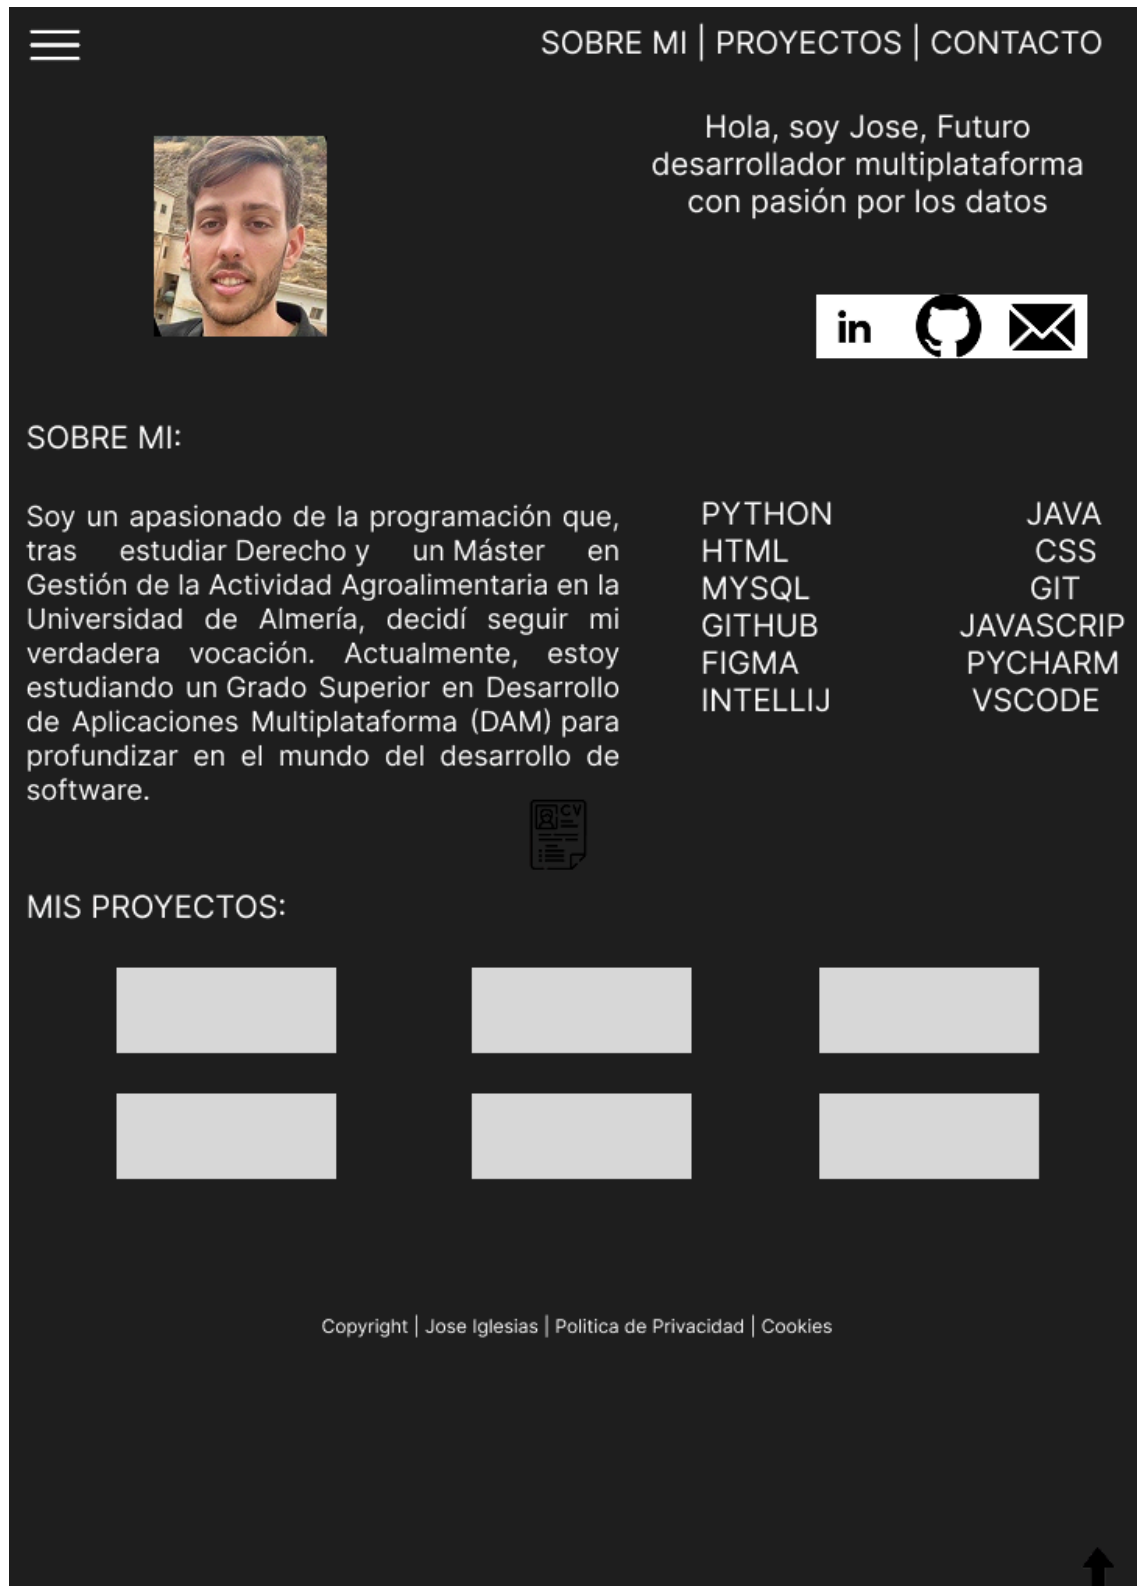 SOBRE MI | PROYECTOS | CONTACTO
Hola, soy Jose, Futuro
desarrollador multiplataforma
con pasión por los datos
in
SOBRE MI:
Soy un apasionado de la programación que,
tras estudiar Derecho y un Máster en
Gestión de la Actividad Agroalimentaria en la
Universidad de Almería, decidí seguir mi
verdadera vocación. Actualmente, estoy
estudiando un Grado Superior en Desarrollo
de Aplicaciones Multiplataforma (DAM) para
profundizar en el mundo del desarrollo de
software.
PYTHON JAVA
HTML CSS
MYSQL GIT
GITHUB JAVASCRIP
FIGMA PYCHARM
INTELLIJ VSCODE
CV
MIS PROYECTOS:
Copyright | Jose Iglesias | Politica de Privacidad | Cookies